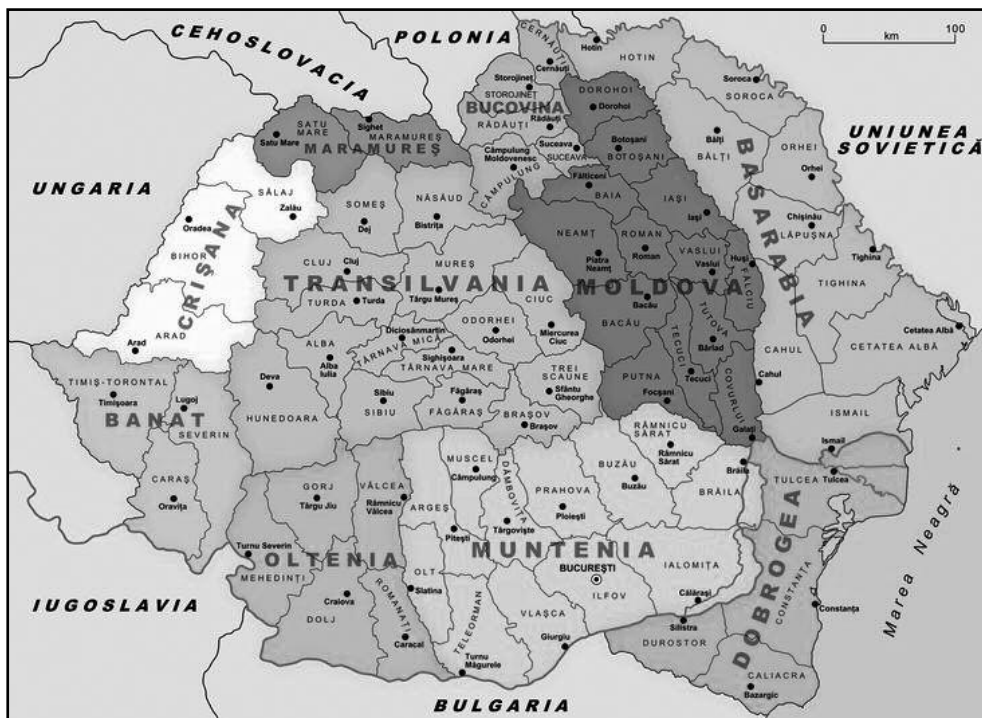 CEHOSLOVACIA
POLONIA
UNGARIA
UNIUNEA
SOVIETICĂ
IUGOSLAVIA
BULGARIA
Marea Neagră
0 100
km
BUCOVINA
CERNĂUȚI
Cernăuți
Storojineț
STOROJINEȚ
RĂDĂUȚI
Rădăuți
Suceava
SUCEAVA
Câmpulung
Moldovenesc
CÂMPULUNG
HOTIN
Hotin
SOROCA
Soroca
BĂLȚI
Bălți
ORHEI
Orhei
BASARABIA
Chișinău
LĂPUȘNA
Tighina
TIGHINA
Cetatea Albă
CETATEA ALBĂ
CAHUL
Cahul
ISMAIL
Ismail
MARAMUREȘ
SATU
MARE
Satu Mare
Sighet
MARAMUREȘ
CRIȘANA
SĂLAJ
Zalău
Oradea
BIHOR
ARAD
Arad
TRANSILVANIA
SOMEȘ
Dej
NĂSĂUD
Bistrița
CLUJ
Cluj
MUREȘ
Târgu Mureș
TURDA
Turda
CIUC
Miercurea
Ciuc
ODORHEI
Odorhei
Diciosânmartin
TÂRNAVA MICĂ
Sighișoara
TÂRNAVA MARE
ALBA
Alba
Iulia
Deva
HUNEDOARA
Sibiu
SIBIU
Făgăraș
FĂGĂRAȘ
TREI
SCAUNE
Sfântu
Gheorghe
BRAȘOV
Brașov
MOLDOVA
DOROHOI
Dorohoi
Botoșani
BOTOȘANI
Fălticeni
BAIA
IAȘI
Iași
NEAMȚ
Piatra
Neamț
ROMAN
Roman
VASLUI
Vaslui
Huși
FĂLCIU
Bacău
BACĂU
TUTOVA
Bârlad
TECUCI
Tecuci
PUTNA
Focșani
COVURLUI
Galați
BANAT
TIMIȘ-TORONTAL
Timișoara
Lugoj
SEVERIN
CARAȘ
Oravița
OLTENIA
GORJ
Târgu Jiu
VÂLCEA
Râmnicu
Vâlcea
Turnu Severin
MEHEDINȚI
Craiova
DOLJ
ROMANAȚI
Caracal
MUNTENIA
MUSCEL
Câmpulung
ARGEȘ
Pitești
DÂMBOVIȚA
Târgoviște
PRAHOVA
Ploiești
BUZĂU
Buzău
RÂMNICU
SĂRAT
Râmnicu
Sărat
Brăila
BRĂILA
OLT
Slatina
TELEORMAN
Turnu
Măgurele
VLAȘCA
Giurgiu
BUCUREȘTI
ILFOV
IALOMIȚA
Călărași
DOBROGEA
TULCEA
Tulcea
CONSTANȚA
Constanța
Silistra
DUROSTOR
CALIACRA
Bazargic